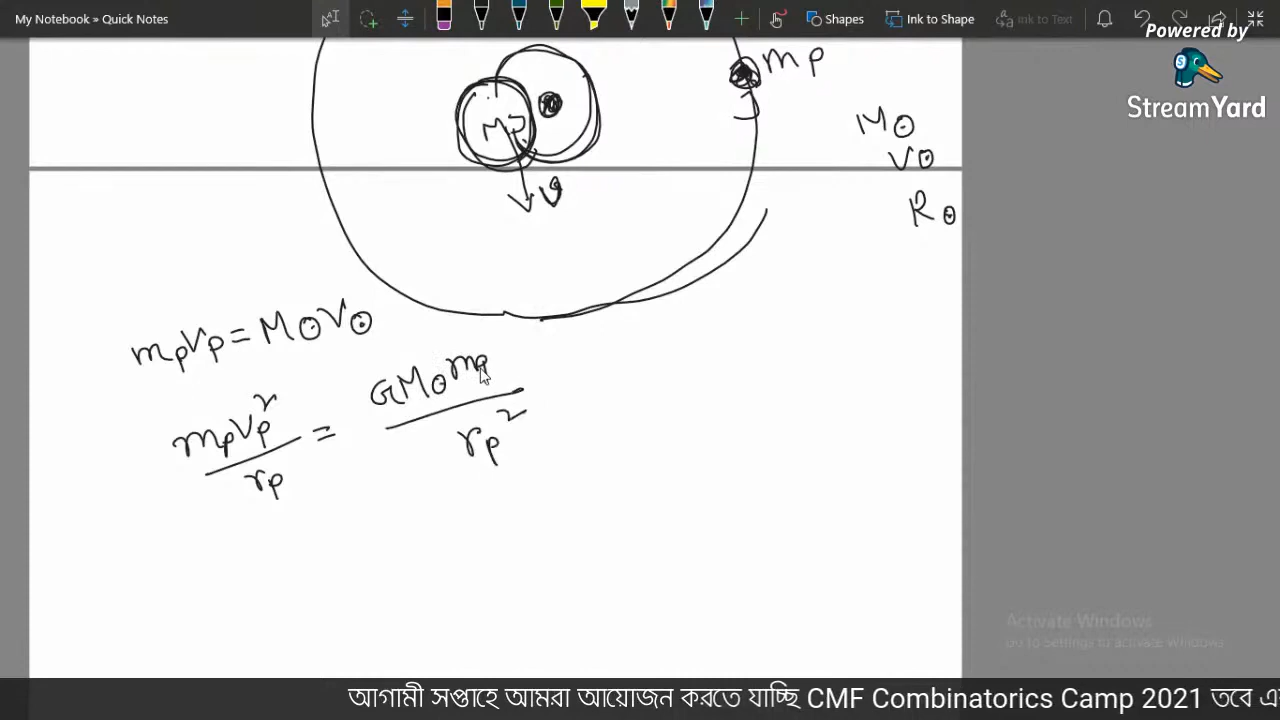 My Notebook » Quick Notes
Shapes
Ink to Shape
Ink to Text
Powered by
StreamYard
mp
M☉
V☉
R☉
v
mpVp = M☉V☉
mpVp² / rp = GM☉mp / rp²
Activate Windows
Go to Settings to activate Windows.
আগামী সপ্তাহে আমরা আয়োজন করতে যাচ্ছি CMF Combinatorics Camp 2021 তবে এ